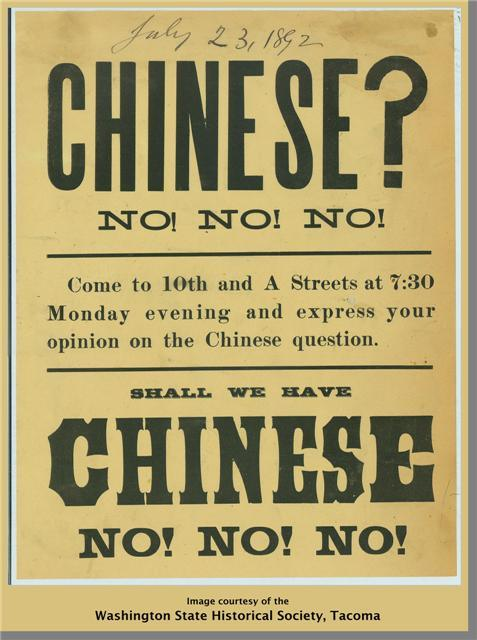 July 23, 1892
CHINESE?
NO! NO! NO!
Come to 10th and A Streets at 7:30
Monday evening and express your
opinion on the Chinese question.
SHALL WE HAVE
CHINESE
NO! NO! NO!
Image courtesy of the
Washington State Historical Society, Tacoma